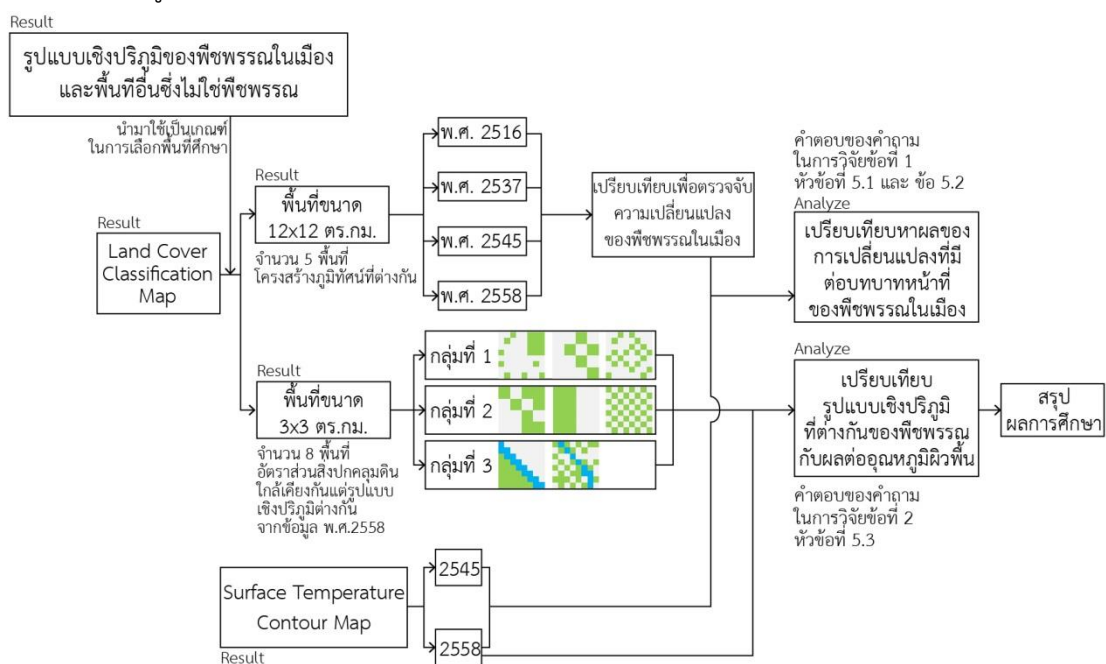 Result
รูปแบบเชิงปริภูมิของพืชพรรณในเมือง
และพื้นที่อื่นซึ่งไม่ใช่พืชพรรณ
นำมาใช้เป็นเกณฑ์
ในการเลือกพื้นที่ศึกษา
Result
Land Cover
Classification
Map
Result
พื้นที่ขนาด
12x12 ตร.กม.
จำนวน 5 พื้นที่
โครงสร้างภูมิทัศน์ที่ต่างกัน
พ.ศ. 2516
พ.ศ. 2537
พ.ศ. 2545
พ.ศ. 2558
เปรียบเทียบเพื่อตรวจจับ
ความเปลี่ยนแปลง
ของพืชพรรณในเมือง
คำตอบของคำถาม
ในการวิจัยข้อที่ 1
หัวข้อที่ 5.1 และ ข้อ 5.2
Analyze
เปรียบเทียบหาผลของ
การเปลี่ยนแปลงที่มี
ต่อบทบาทหน้าที่
ของพืชพรรณในเมือง
Result
พื้นที่ขนาด
3x3 ตร.กม.
จำนวน 8 พื้นที่
อัตราส่วนสิ่งปกคลุมดิน
ใกล้เคียงกันแต่รูปแบบ
เชิงปริภูมิต่างกัน
จากข้อมูล พ.ศ.2558
กลุ่มที่ 1
กลุ่มที่ 2
กลุ่มที่ 3
Analyze
เปรียบเทียบ
รูปแบบเชิงปริภูมิ
ที่ต่างกันของพืชพรรณ
กับผลต่ออุณหภูมิผิวพื้น
คำตอบของคำถาม
ในการวิจัยข้อที่ 2
หัวข้อที่ 5.3
สรุป
ผลการศึกษา
Surface Temperature
Contour Map
Result
2545
2558